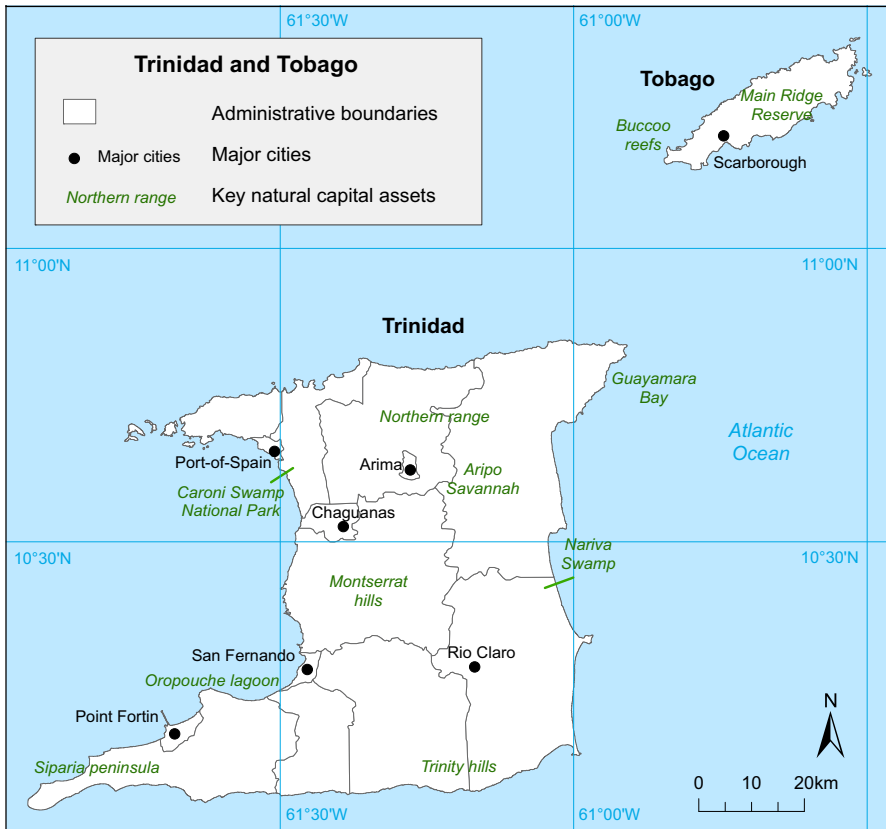 61°30'W
61°00'W
Trinidad and Tobago
Administrative boundaries
Major cities
Major cities
Northern range
Key natural capital assets
Tobago
Main Ridge
Reserve
Buccoo
reefs
Scarborough
11°00'N
11°00'N
Trinidad
Guayamara
Bay
Northern range
Atlantic
Ocean
Port-of-Spain
Arima
Aripo
Savannah
Caroni Swamp
National Park
Chaguanas
10°30'N
10°30'N
Nariva
Swamp
Montserrat
hills
San Fernando
Rio Claro
Oropouche lagoon
Point Fortin
N
Siparia peninsula
Trinity hills
0 10 20km
61°30'W
61°00'W